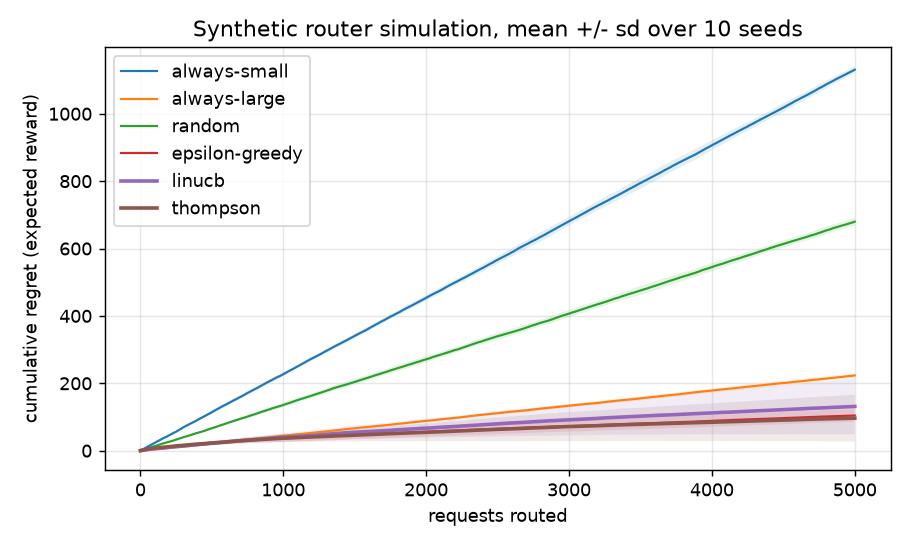 Synthetic router simulation, mean +/- sd over 10 seeds
always-small
always-large
random
epsilon-greedy
linucb
thompson
cumulative regret (expected reward)
1000
800
600
400
200
0
0 1000 2000 3000 4000 5000
requests routed